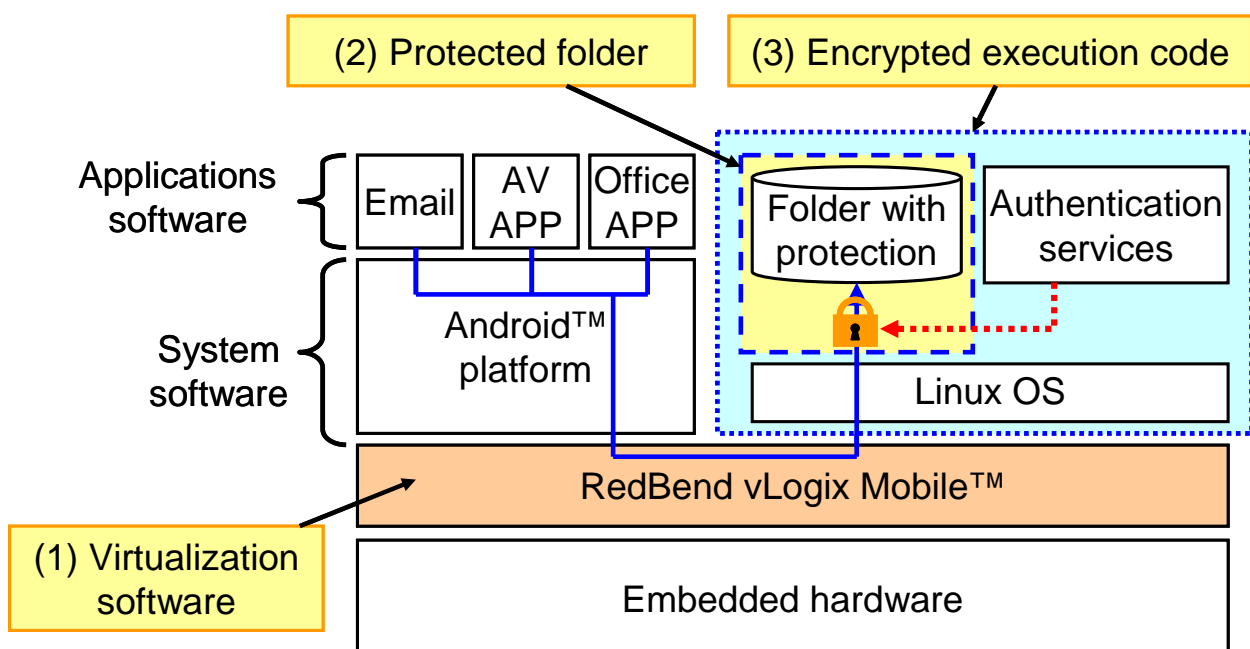 (2) Protected folder
(3) Encrypted execution code
Applications
software
Email
AV
APP
Office
APP
Folder with
protection
Authentication
services
System
software
Android™
platform
Linux OS
RedBend vLogix Mobile™
(1) Virtualization
software
Embedded hardware